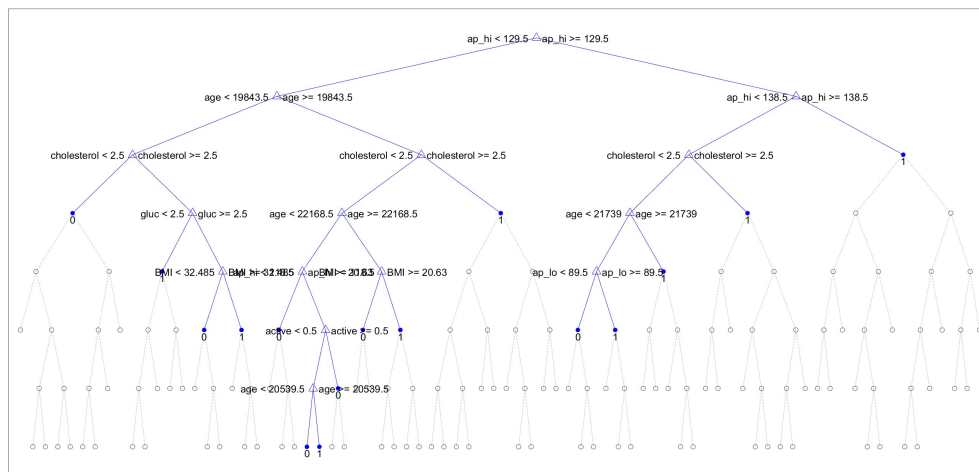 ap_hi < 129.5 ap_hi >= 129.5
age < 19843.5 age >= 19843.5 ap_hi < 138.5 ap_hi >= 138.5
cholesterol < 2.5 cholesterol >= 2.5 cholesterol < 2.5 cholesterol >= 2.5 cholesterol < 2.5 cholesterol >= 2.5 1
0 gluc < 2.5 gluc >= 2.5 age < 22168.5 age >= 22168.5 1 age < 21739 age >= 21739 1
1 BMI < 32.485 BMI < 20.63 BMI >= 20.63 ap_lo < 89.5 ap_lo >= 89.5 1
0 1 0 active < 0.5 active >= 0.5 0 1 0 1
age < 20539.5 age >= 20539.5 0
0 1